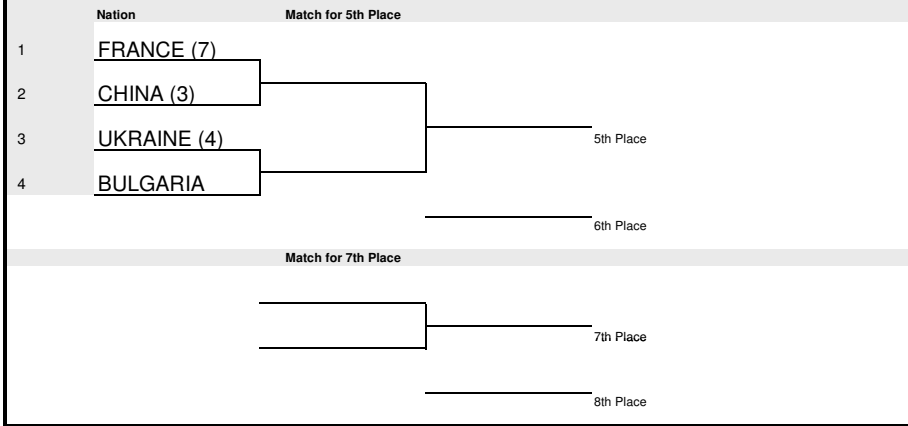 Nation Match for 5th Place
1 FRANCE (7)
2 CHINA (3)
3 UKRAINE (4)
5th Place
4 BULGARIA
6th Place
Match for 7th Place
7th Place
8th Place